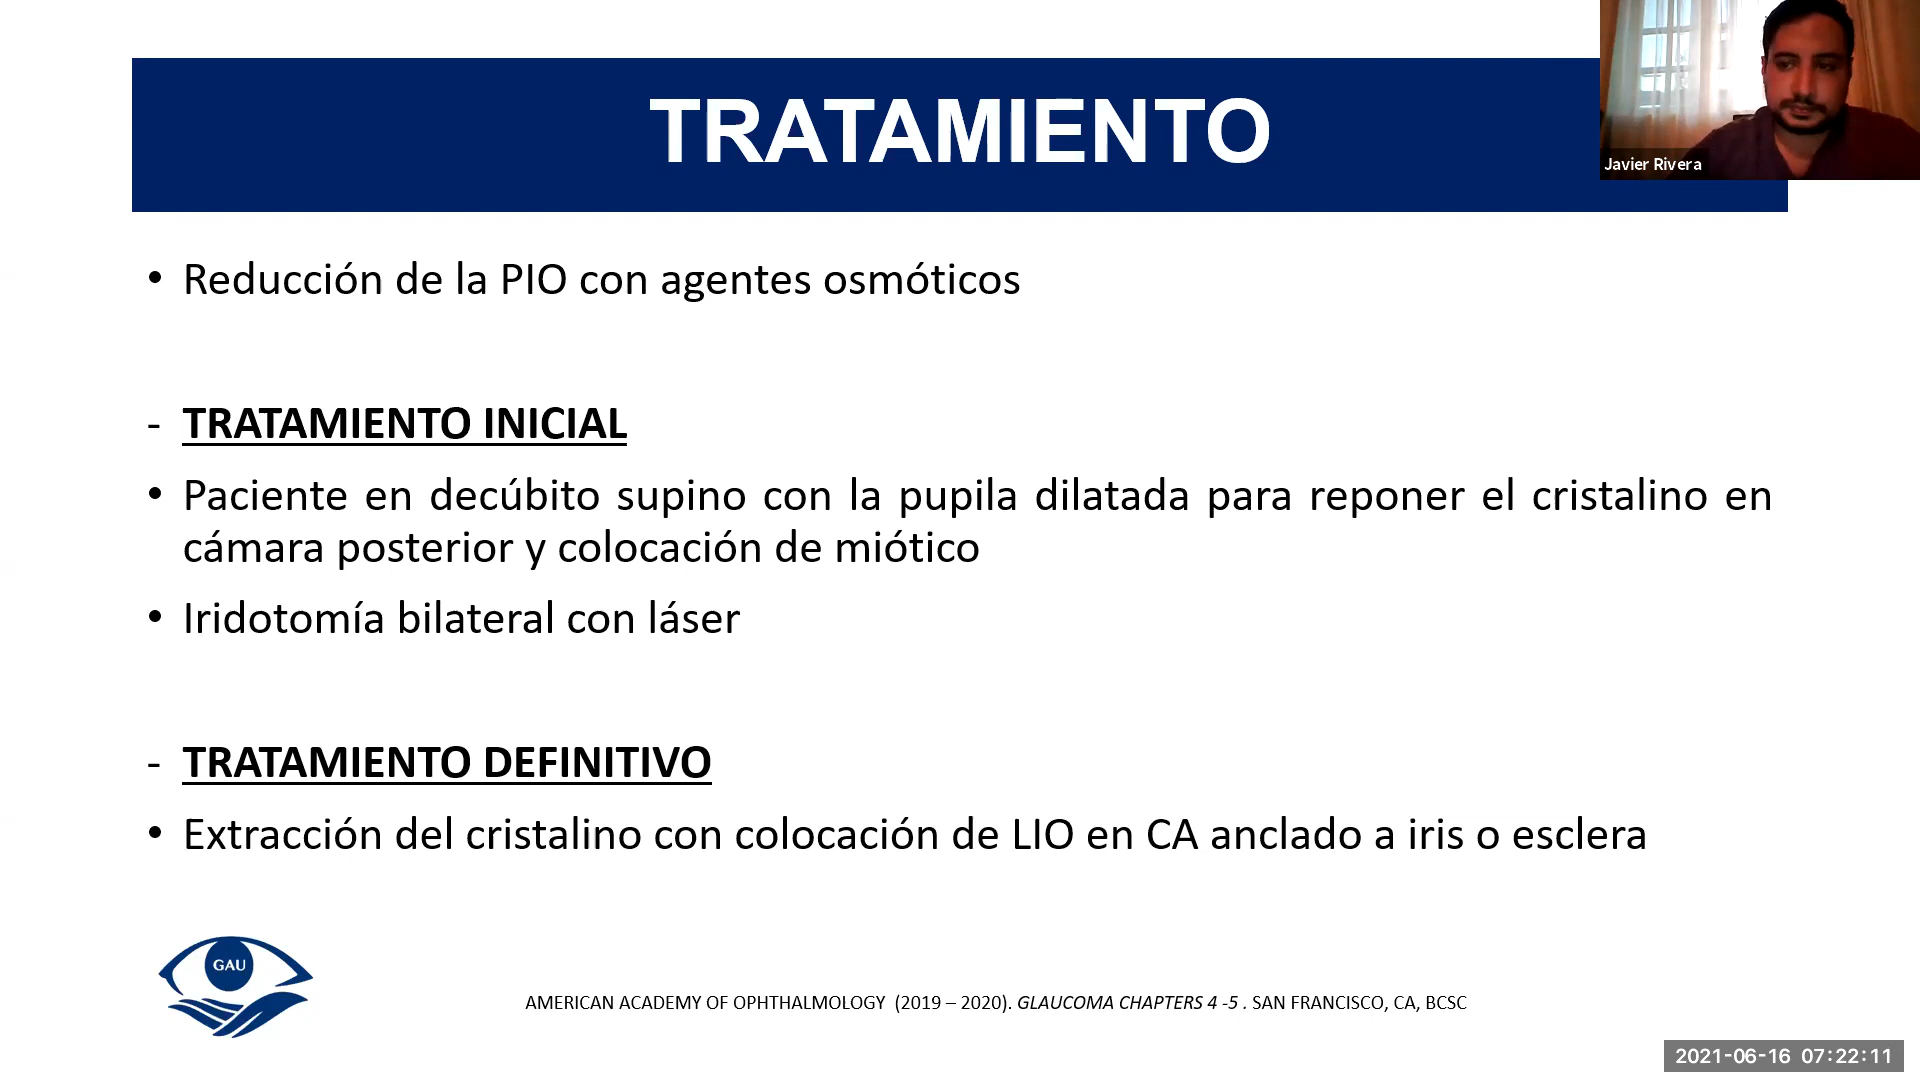 TRATAMIENTO
Javier Rivera
• Reducción de la PIO con agentes osmóticos
- TRATAMIENTO INICIAL
• Paciente en decúbito supino con la pupila dilatada para reponer el cristalino en
cámara posterior y colocación de miótico
• Iridotomía bilateral con láser
- TRATAMIENTO DEFINITIVO
• Extracción del cristalino con colocación de LIO en CA anclado a iris o esclera
GAU
AMERICAN ACADEMY OF OPHTHALMOLOGY (2019 – 2020). GLAUCOMA CHAPTERS 4 -5 . SAN FRANCISCO, CA, BCSC
2021-06-16 07:22:11